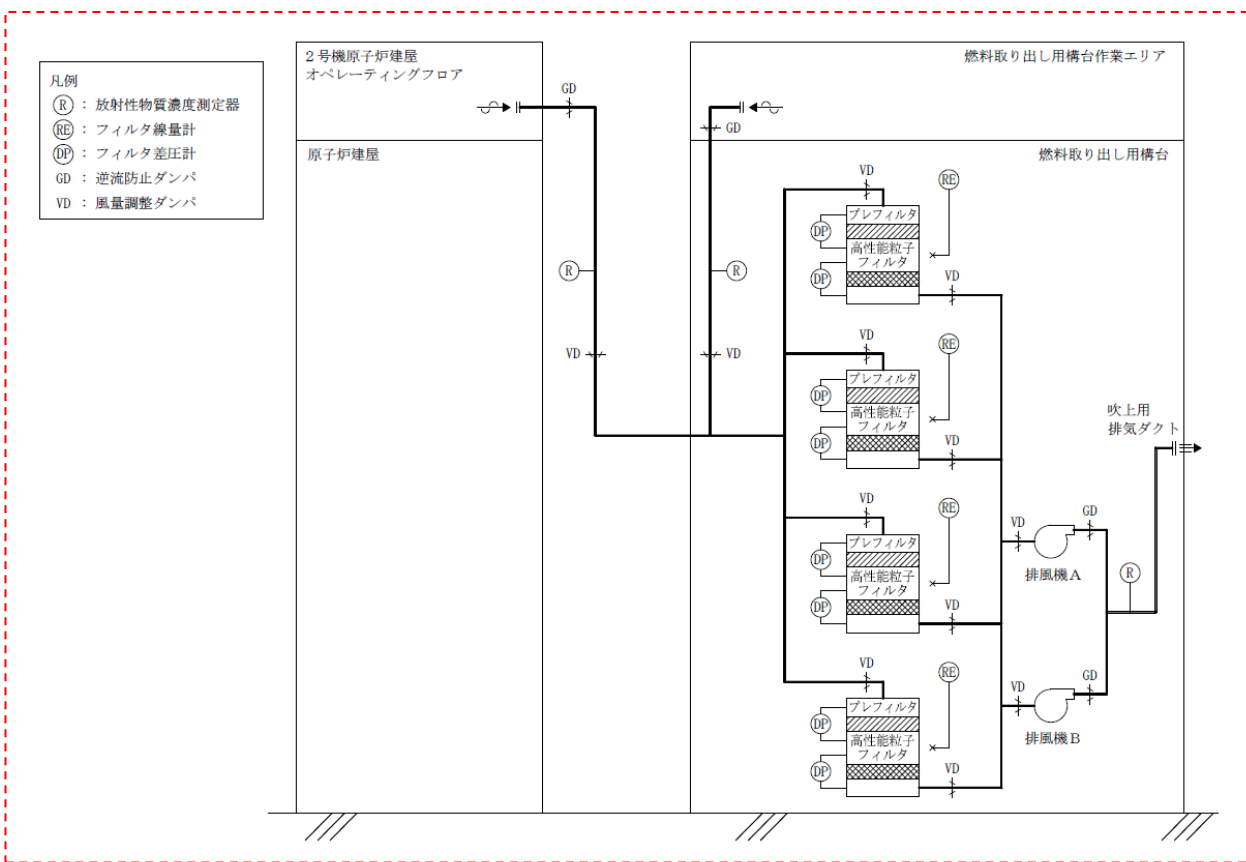 2号機原子炉建屋
オペレーティングフロア
燃料取り出し用構台作業エリア
凡例
R : 放射性物質濃度測定器
RE : フィルタ線量計
DP : フィルタ差圧計
GD : 逆流防止ダンパ
VD : 風量調整ダンパ
GD
GD
原子炉建屋
燃料取り出し用構台
VD
RE
プレフィルタ
DP
高性能粒子
フィルタ
DP
R
R
VD
VD
VD
VD
RE
プレフィルタ
DP
高性能粒子
フィルタ
DP
VD
吹上用
排気ダクト
VD
RE
プレフィルタ
DP
高性能粒子
フィルタ
DP
VD
VD
GD
排風機A
R
VD
RE
プレフィルタ
DP
高性能粒子
フィルタ
DP
VD
VD
GD
排風機B